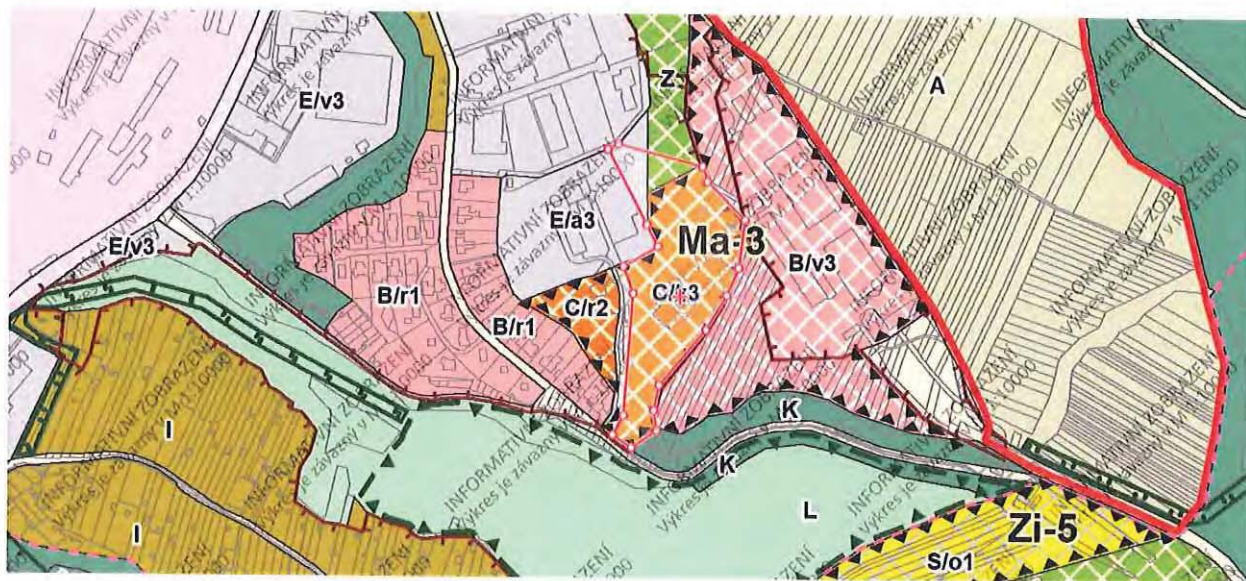 E/v3
Z
A
E/v3
E/a3
Ma-3
B/v3
B/r1
C/r2
B/r1
K
I
K
L
Zi-5
I
S/o1
INFORMATIVNÍ ZOBRAZENÍ
Výkres je závazný v M 1:10000